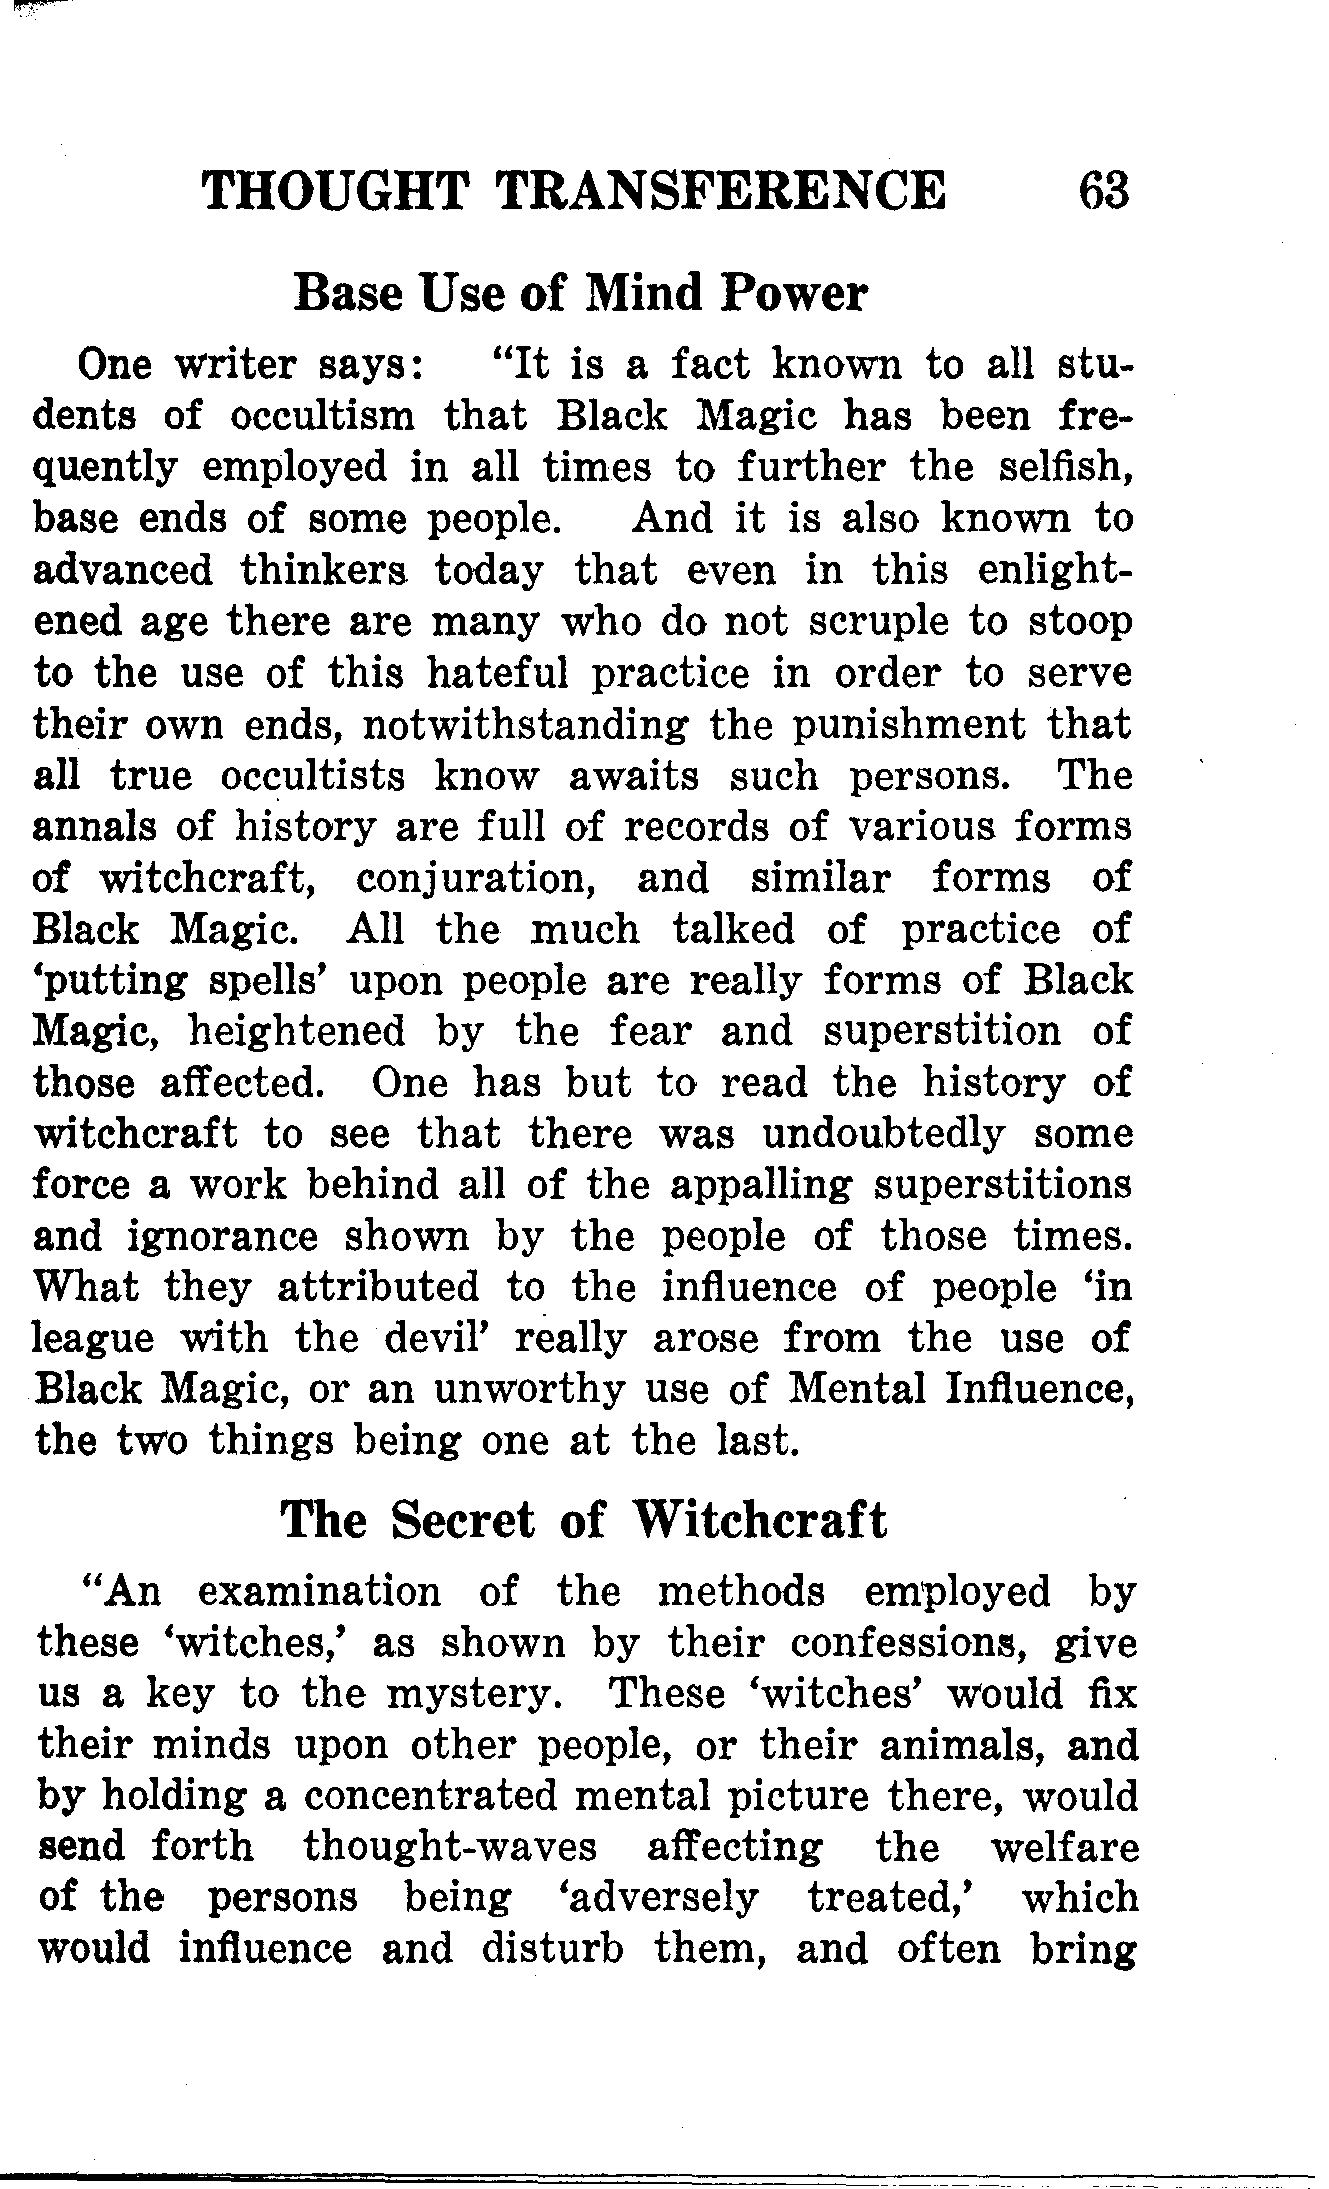 THOUGHT TRANSFERENCE 63
Base Use of Mind Power
One writer says: “It is a fact known to all stu-
dents of occultism that Black Magic has been fre-
quently employed in all times to further the selfish,
base ends of some people. And it is also known to
advanced thinkers today that even in this enlight-
ened age there are many who do not scruple to stoop
to the use of this hateful practice in order to serve
their own ends, notwithstanding the punishment that
all true occultists know awaits such persons. The
annals of history are full of records of various forms
of witchcraft, conjuration, and similar forms of
Black Magic. All the much talked of practice of
‘putting spells’ upon people are really forms of Black
Magic, heightened by the fear and superstition of
those affected. One has but to read the history of
witchcraft to see that there was undoubtedly some
force a work behind all of the appalling superstitions
and ignorance shown by the people of those times.
What they attributed to the influence of people ‘in
league with the devil’ really arose from the use of
Black Magic, or an unworthy use of Mental Influence,
the two things being one at the last.
The Secret of Witchcraft
“An examination of the methods employed by
these ‘witches,’ as shown by their confessions, give
us a key to the mystery. These ‘witches’ would fix
their minds upon other people, or their animals, and
by holding a concentrated mental picture there, would
send forth thought-waves affecting the welfare
of the persons being ‘adversely treated,’ which
would influence and disturb them, and often bring